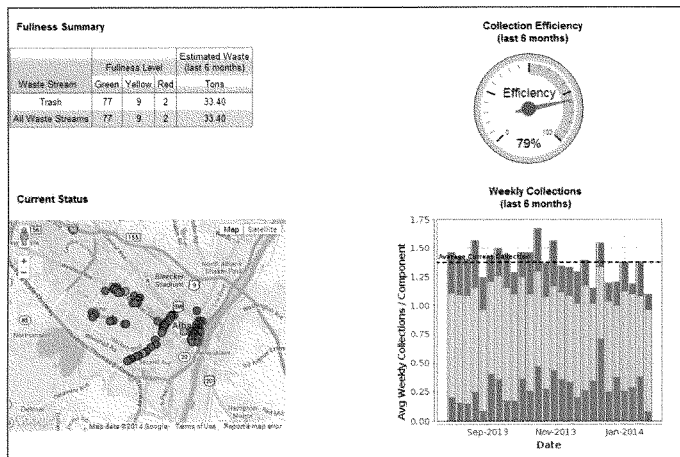 Fullness Summary
Waste Stream
Fullness Level
Estimated Waste
(last 6 months)
Green Yellow Red Tons
Trash 77 9 2 33.40
All Waste Streams 77 9 2 33.40
Collection Efficiency
(last 6 months)
Efficiency
0 100
79%
Current Status
Map Satellite
155
Bleecker
Stadium
9
85
20
Map data ©2014 Google Terms of Use Report a map error
Weekly Collections
(last 6 months)
Avg Weekly Collections / Component
1.75
1.50
Average Current Collection
1.25
1.00
0.75
0.50
0.25
0.00
Sep-2013 Nov-2013 Jan-2014
Date